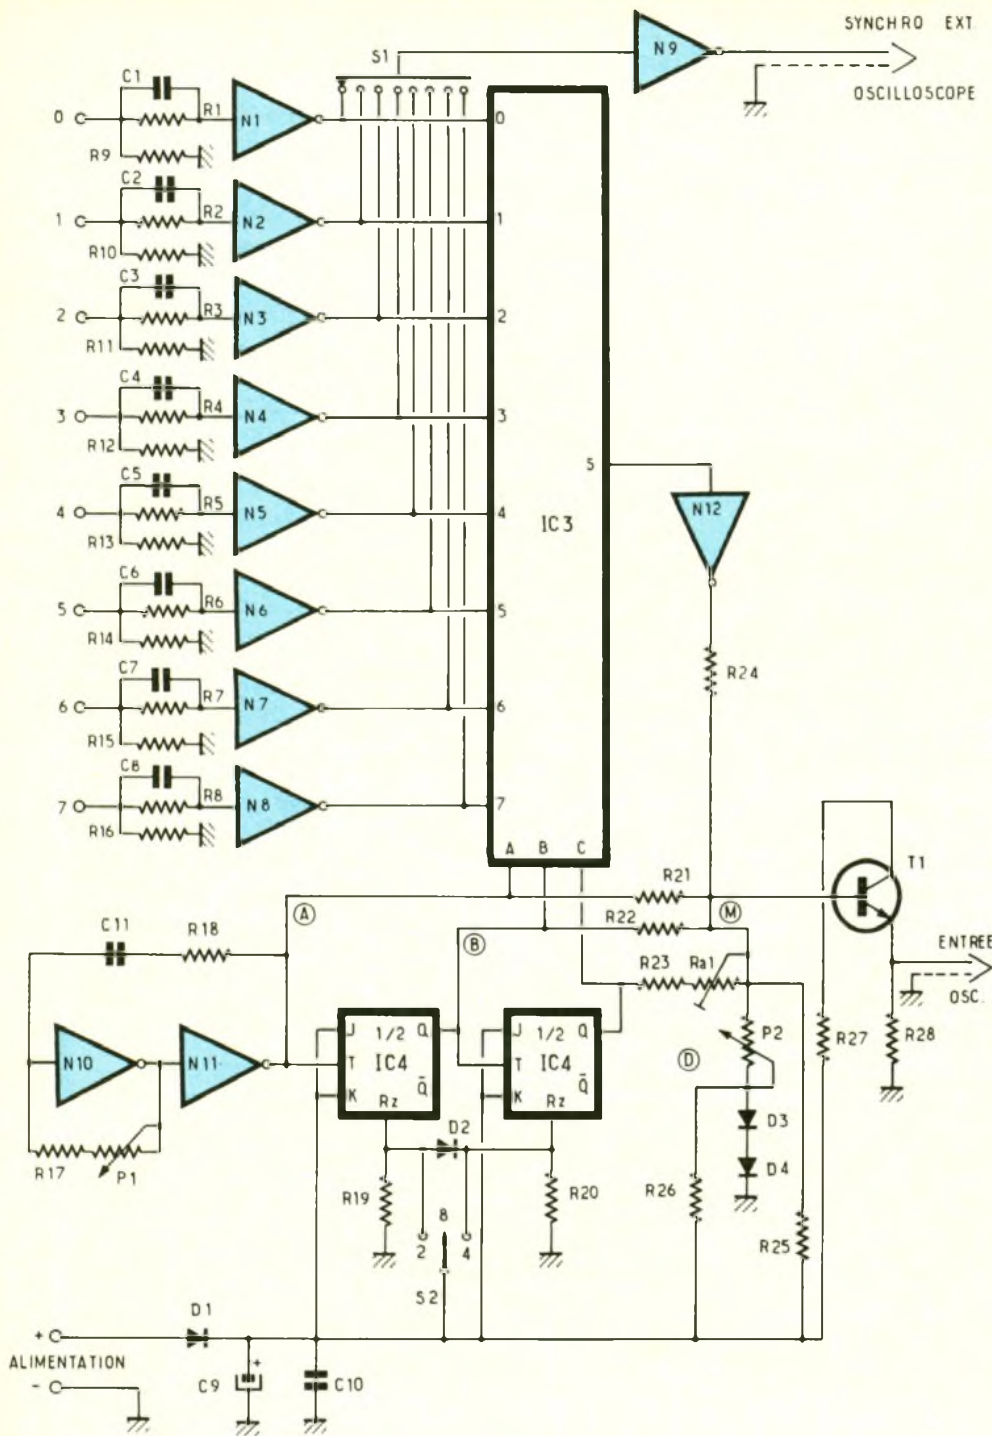 SYNCHRO EXT.
OSCILLOSCOPE
N9
S1
C1
0
R1
N1
0
R9
C2
1
R2
N2
1
R10
C3
2
R3
N3
2
R11
C4
3
R4
N4
3
R12
S
N12
C5
4
R5
N5
4
IC3
R13
C6
5
R6
N6
5
R14
R24
C7
6
R7
N7
6
R15
C8
7
R8
N8
7
R16
A B C
T1
R21
A
M
R22
B
C11
R18
R23 Ra1
ENTREE
OSC.
N10
N11
J 1/2 Q
T IC4
K Q
Rz
J 1/2 Q
T IC4
K Q
Rz
P2
D
R27
R28
R17
P1
D2
D3
D4
R19
R20
R26
8
2 4
S2
R25
D1
+
ALIMENTATION
-
+
C9
C10